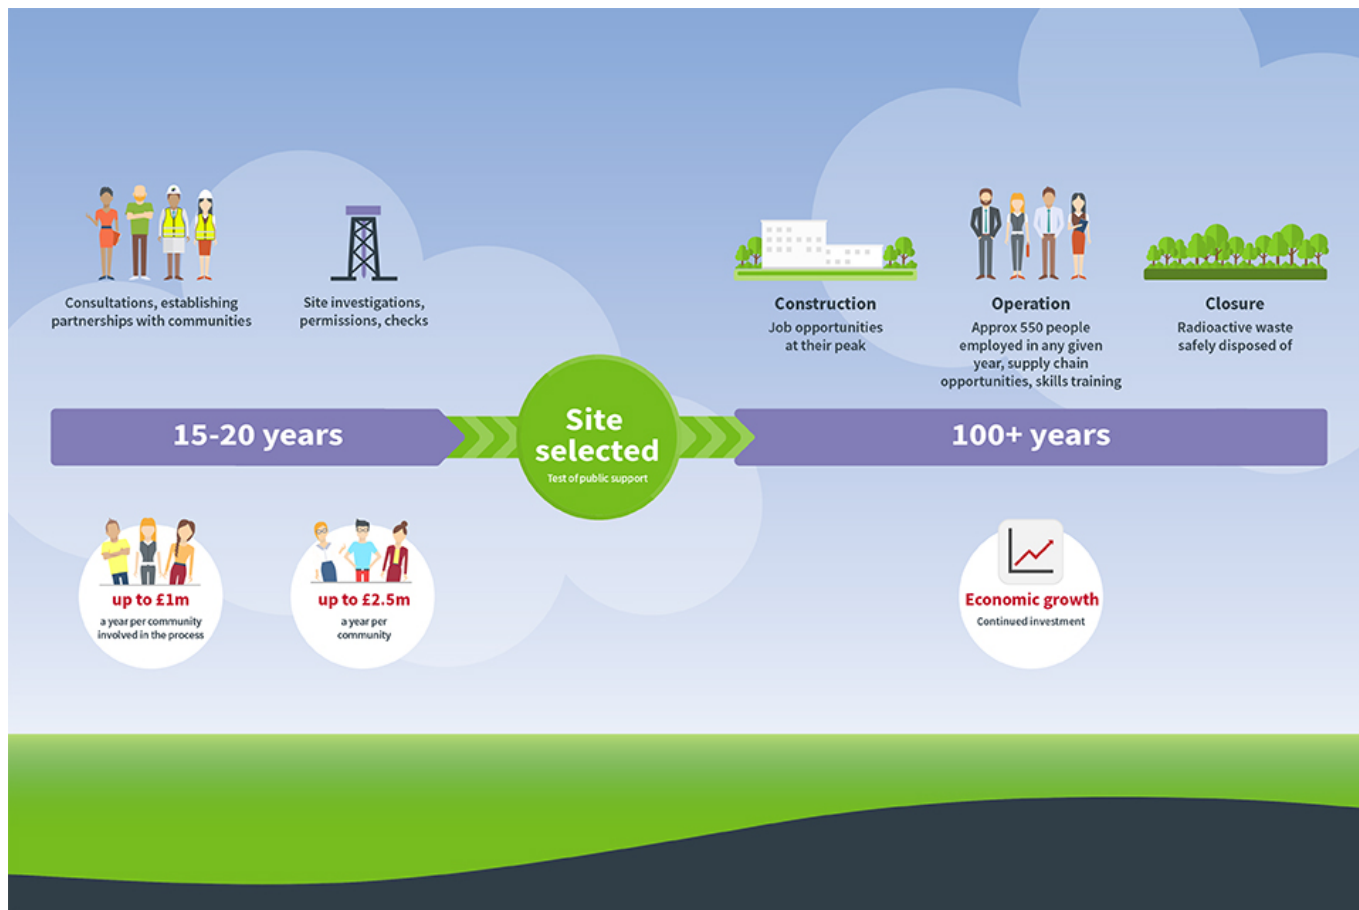 Consultations, establishing
partnerships with communities
Site investigations,
permissions, checks
Construction
Job opportunities
at their peak
Operation
Approx 550 people
employed in any given
year, supply chain
opportunities, skills training
Closure
Radioactive waste
safely disposed of
15-20 years
Site
selected
Test of public support
100+ years
up to £1m
a year per community
involved in the process
up to £2.5m
a year per
community
Economic growth
Continued investment